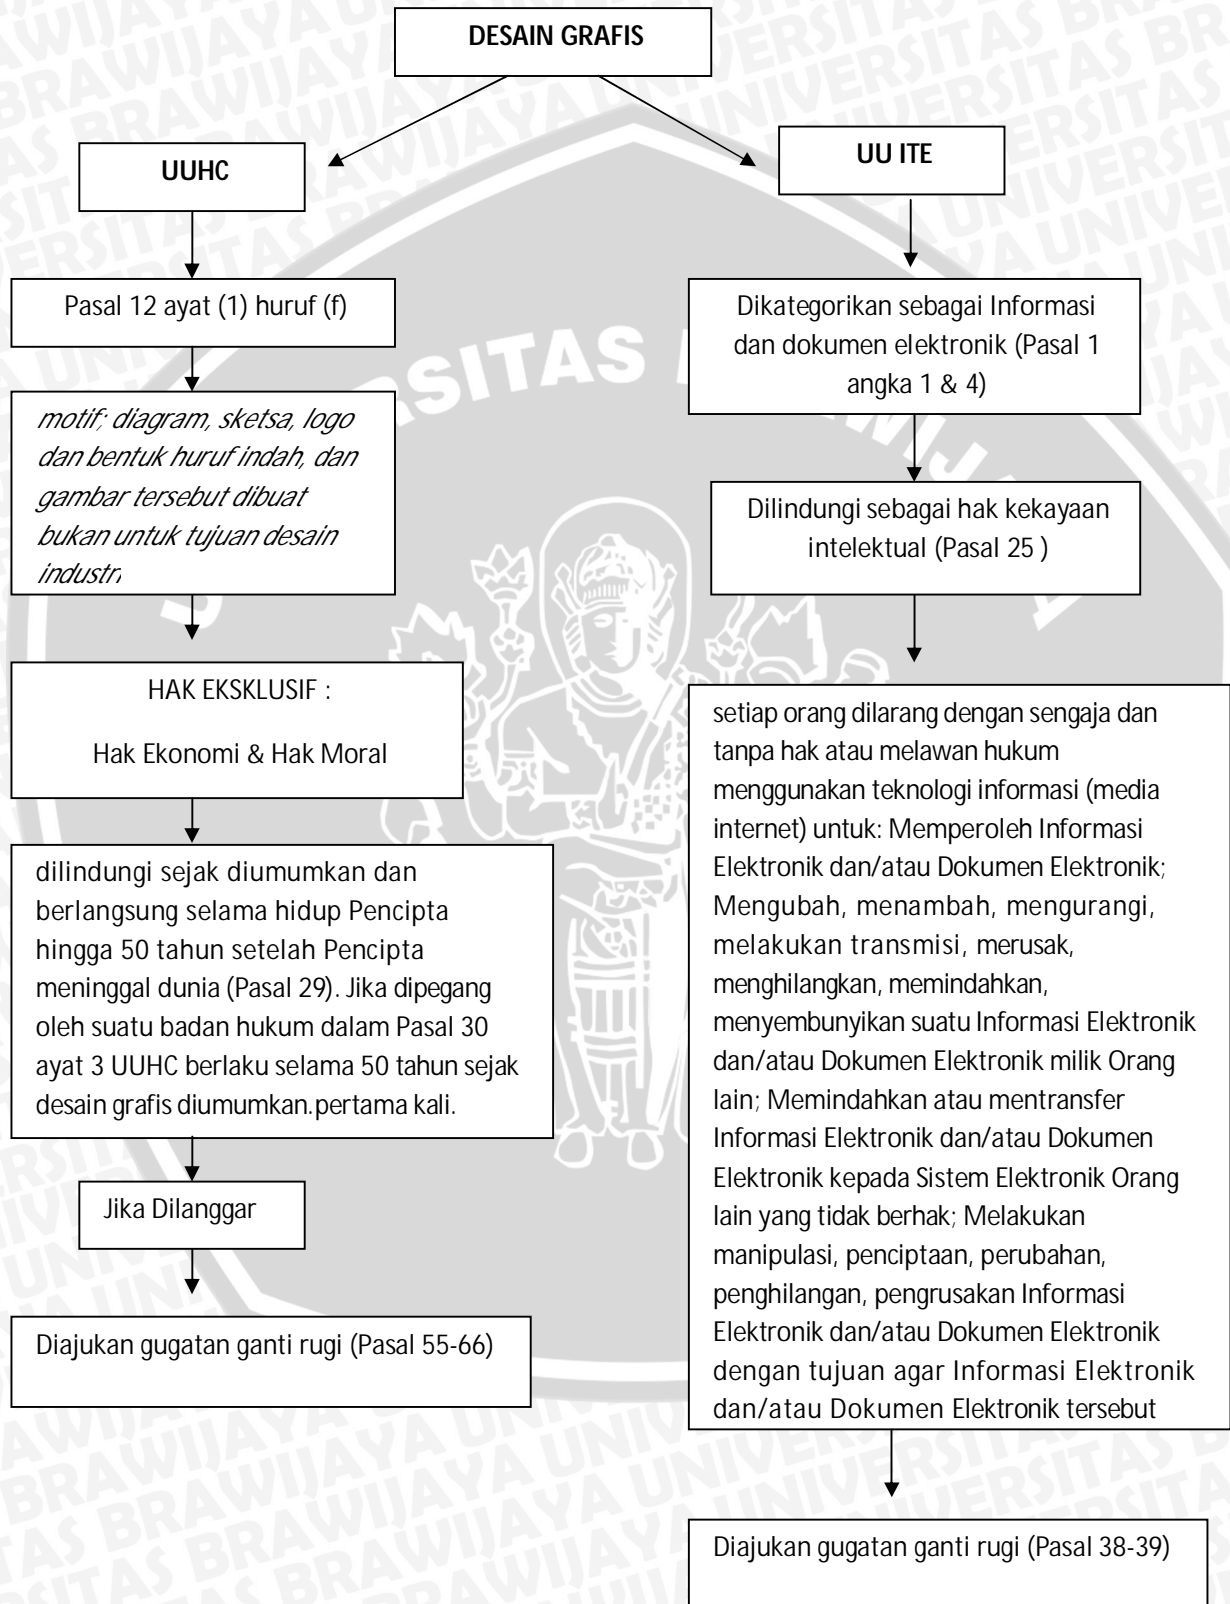 DESAIN GRAFIS
UUHC
UU ITE
Pasal 12 ayat (1) huruf (f)
motif; diagram, sketsa, logo
dan bentuk huruf indah, dan
gambar tersebut dibuat
bukan untuk tujuan desain
industri
HAK EKSKLUSIF :
Hak Ekonomi & Hak Moral
dilindungi sejak diumumkan dan
berlangsung selama hidup Pencipta
hingga 50 tahun setelah Pencipta
meninggal dunia (Pasal 29). Jika dipegang
oleh suatu badan hukum dalam Pasal 30
ayat 3 UUHC berlaku selama 50 tahun sejak
desain grafis diumumkan.pertama kali.
Jika Dilanggar
Diajukan gugatan ganti rugi (Pasal 55-66)
Dikategorikan sebagai Informasi
dan dokumen elektronik (Pasal 1
angka 1 & 4)
Dilindungi sebagai hak kekayaan
intelektual (Pasal 25 )
setiap orang dilarang dengan sengaja dan
tanpa hak atau melawan hukum
menggunakan teknologi informasi (media
internet) untuk: Memperoleh Informasi
Elektronik dan/atau Dokumen Elektronik;
Mengubah, menambah, mengurangi,
melakukan transmisi, merusak,
menghilangkan, memindahkan,
menyembunyikan suatu Informasi Elektronik
dan/atau Dokumen Elektronik milik Orang
lain; Memindahkan atau mentransfer
Informasi Elektronik dan/atau Dokumen
Elektronik kepada Sistem Elektronik Orang
lain yang tidak berhak; Melakukan
manipulasi, penciptaan, perubahan,
penghilangan, pengrusakan Informasi
Elektronik dan/atau Dokumen Elektronik
dengan tujuan agar Informasi Elektronik
dan/atau Dokumen Elektronik tersebut
Diajukan gugatan ganti rugi (Pasal 38-39)